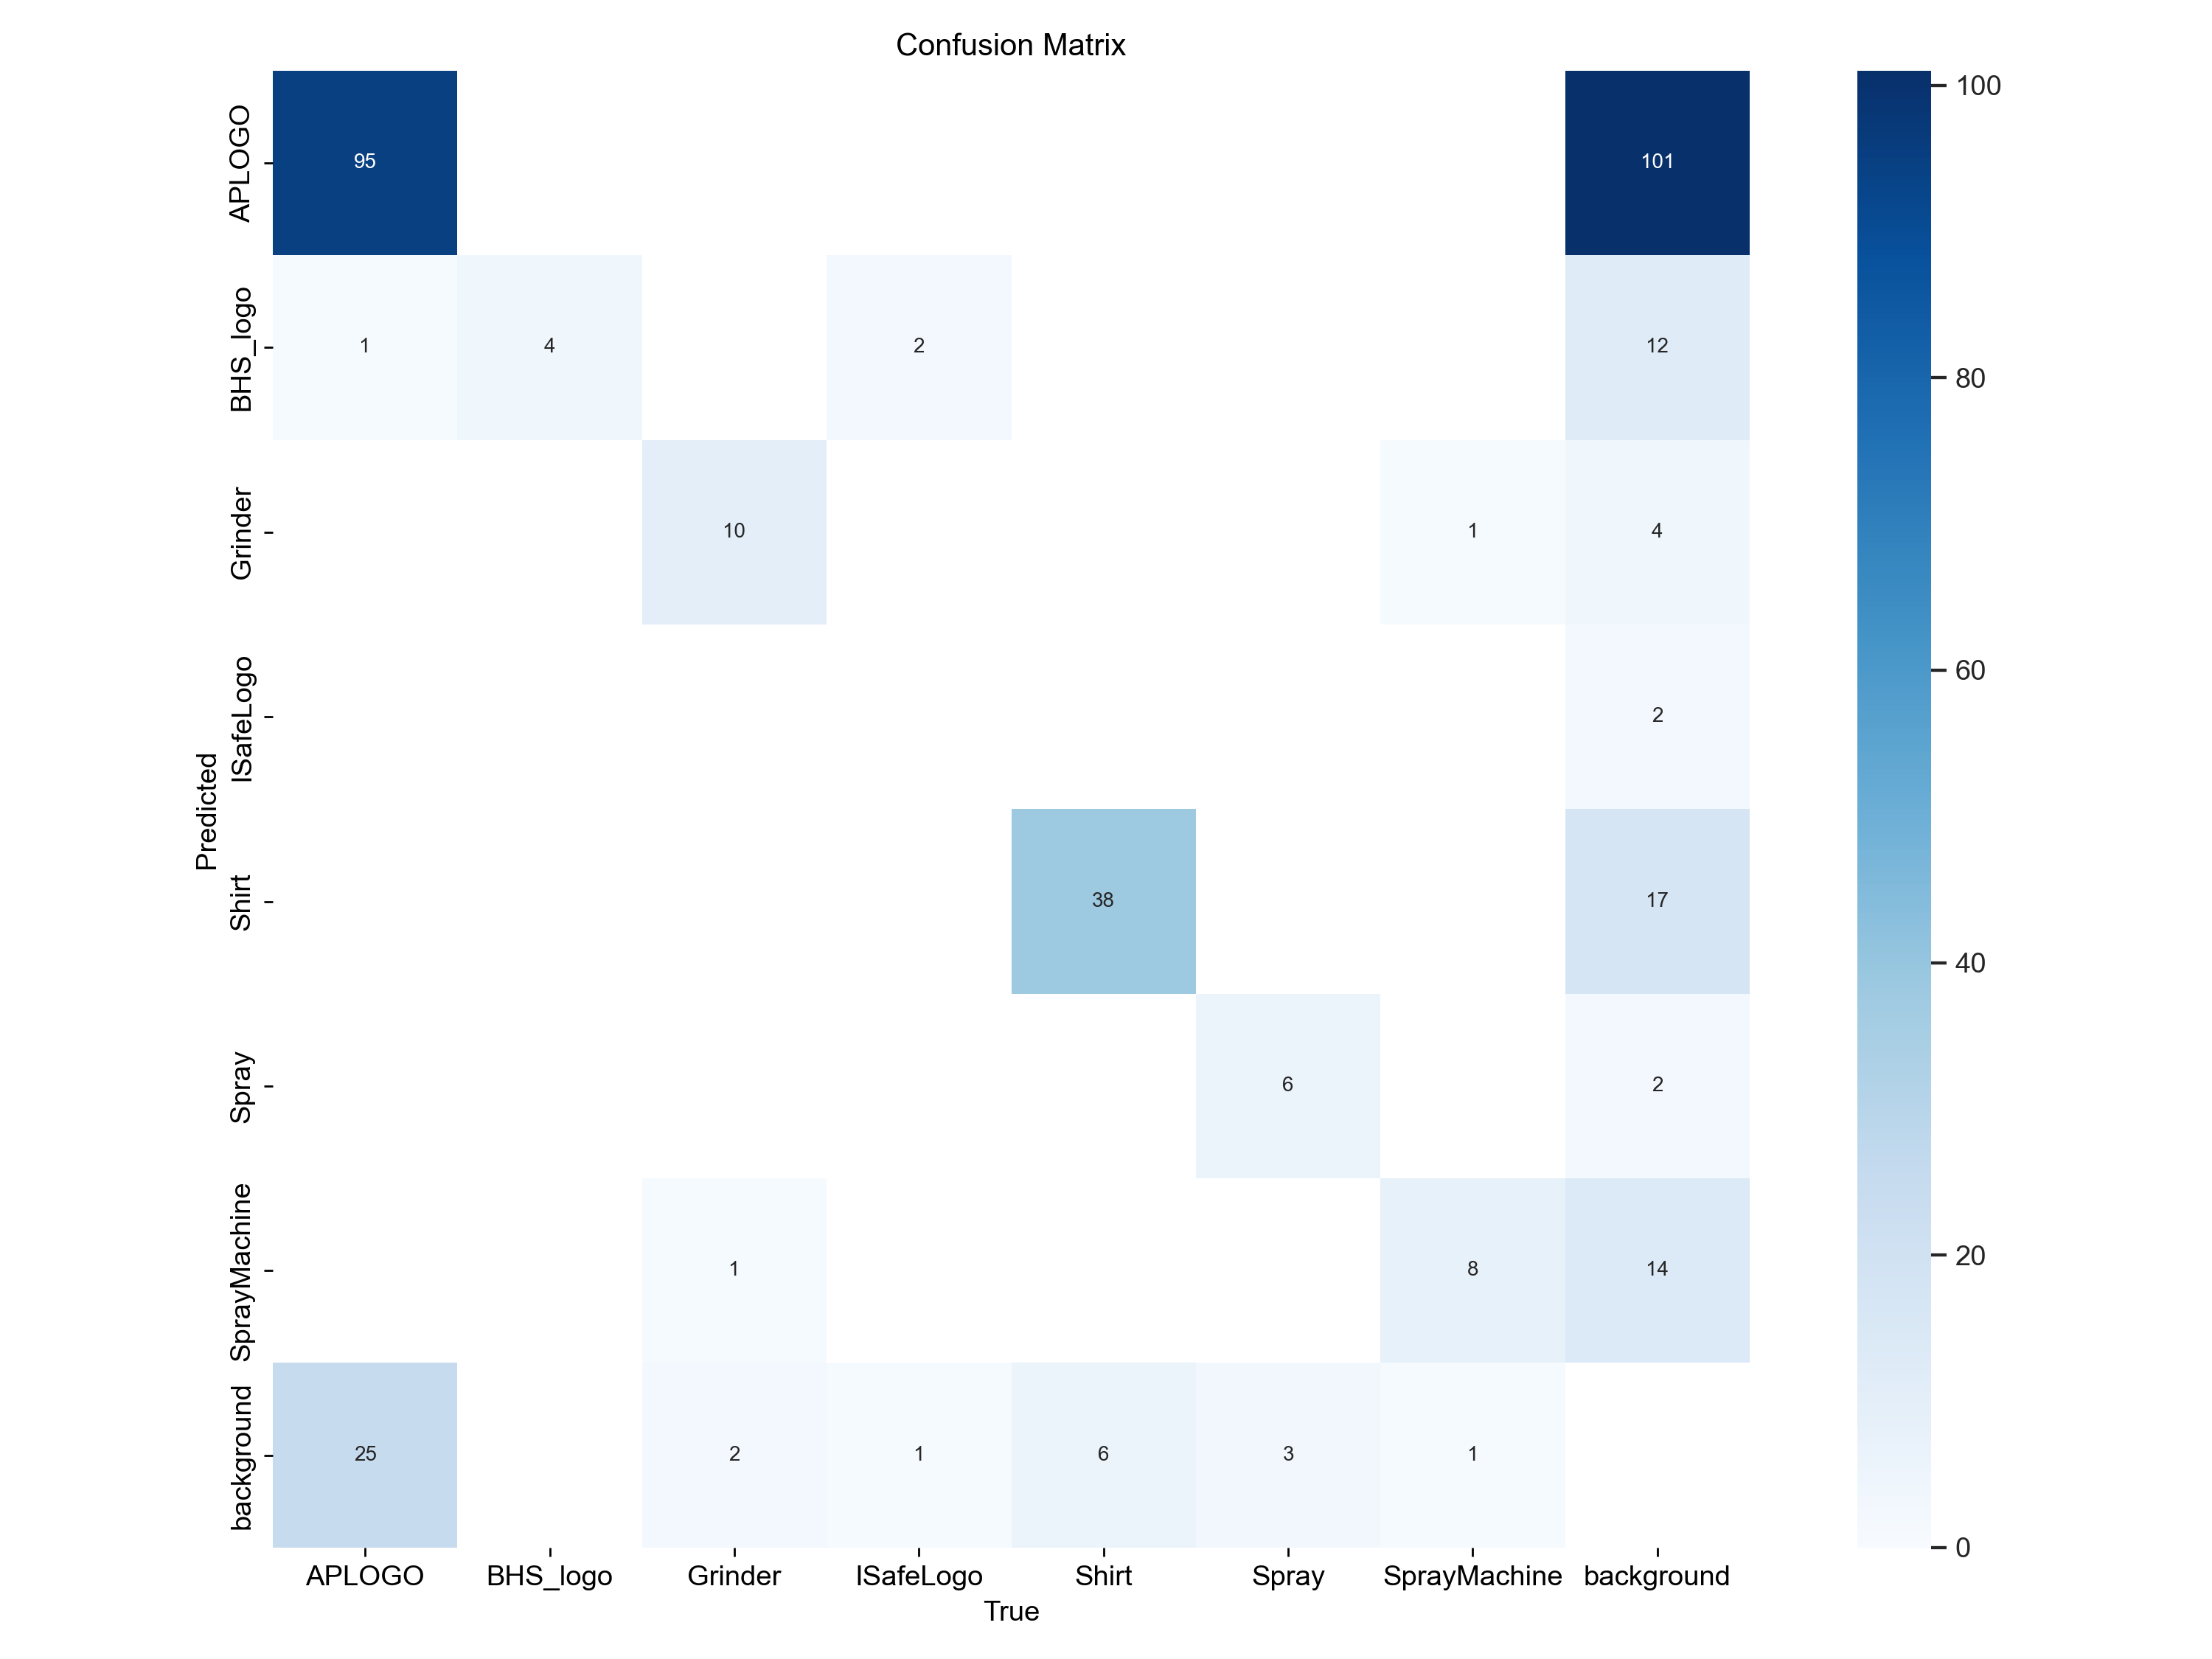 Confusion Matrix
APLOGO
95
101
100
BHS_logo
1
4
2
12
80
Grinder
10
1
4
ISafeLogo
2
60
Predicted
Shirt
38
17
40
Spray
6
2
SprayMachine
1
8
14
20
background
25
2
1
6
3
1
0
APLOGO BHS_logo Grinder ISafeLogo Shirt Spray SprayMachine background
True